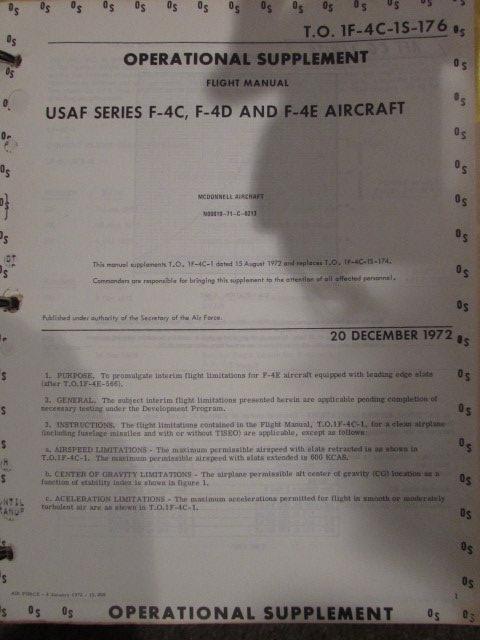 T.O. 1F-4C-1S-176
OPERATIONAL SUPPLEMENT
FLIGHT MANUAL
USAF SERIES F-4C, F-4D AND F-4E AIRCRAFT
MCDONNELL AIRCRAFT
N00019-71-C-0213
This manual supplements T.O. 1F-4C-1 dated 15 August 1972 and replaces T.O. 1F-4C-1S-174.
Commanders are responsible for bringing this supplement to the attention of all affected personnel.
Published under authority of the Secretary of the Air Force.
20 DECEMBER 1972
1. PURPOSE. To promulgate interim flight limitations for F-4E aircraft equipped with leading edge slats
(after T.O.1F-4E-566).
2. GENERAL. The subject interim flight limitations presented herein are applicable pending completion of
necessary testing under the Development Program.
3. INSTRUCTIONS. The flight limitations contained in the Flight Manual, T.O.1F-4C-1, for a clean airplane
(including fuselage missiles and with or without TISEO) are applicable, except as follows:
a. AIRSPEED LIMITATIONS - The maximum permissible airspeed with slats retracted is as shown in
T.O.1F-4C-1. The maximum permissible airspeed with slats extended is 600 KCAS.
b. CENTER OF GRAVITY LIMITATIONS - The airplane permissible aft center of gravity (CG) location as a
function of stability index is shown in figure 1.
c. ACELERATION LIMITATIONS - The maximum accelerations permitted for flight in smooth or moderately
turbulent air are as shown in T.O.1F-4C-1.
1
OPERATIONAL SUPPLEMENT